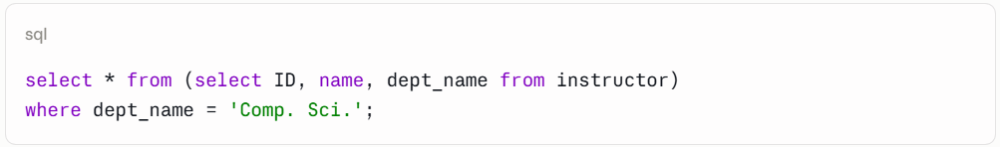 sql
select * from (select ID, name, dept_name from instructor)
where dept_name = 'Comp. Sci.';